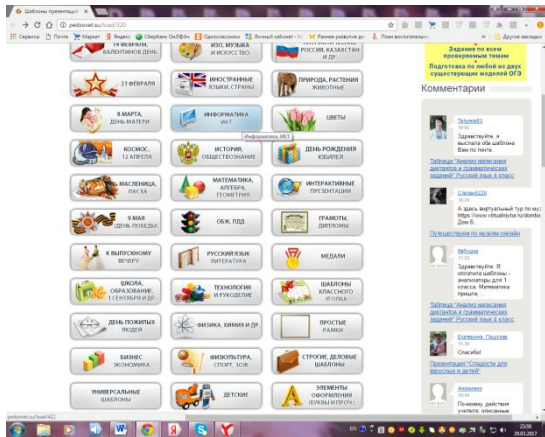 Шаблоны презентаций
pedsovet.su/load/320
Сервисы
Почта
Маркет
Яндекс
Сбербанк ОнЛ@йн
Одноклассники
Личный кабинет
Раннее развитие де
План воспитательно
Другие закладки
14 ФЕВРАЛЯ,
ВАЛЕНТИНОВ ДЕНЬ
ИЗО, МУЗЫКА
И ИСКУССТВО
РОССИЯ, КАЗАХСТАН
И ДР
23 ФЕВРАЛЯ
ИНОСТРАННЫЕ
ЯЗЫКИ, СТРАНЫ
ПРИРОДА, РАСТЕНИЯ
ЖИВОТНЫЕ
8 МАРТА,
ДЕНЬ МАТЕРИ
ИНФОРМАТИКА
ИКТ
ЦВЕТЫ
Информатика, ИКТ
КОСМОС,
12 АПРЕЛЯ
ИСТОРИЯ,
ОБЩЕСТВОЗНАНИЕ
ДЕНЬ РОЖДЕНИЯ
ЮБИЛЕЙ
МАСЛЕНИЦА,
ПАСХА
МАТЕМАТИКА,
АЛГЕБРА,
ГЕОМЕТРИЯ
ИНТЕРАКТИВНЫЕ
ПРЕЗЕНТАЦИИ
9 МАЯ
ДЕНЬ ПОБЕДЫ
ОБЖ, ПДД
ГРАМОТЫ,
ДИПЛОМЫ
К ВЫПУСКНОМУ
ВЕЧЕРУ
РУССКИЙ ЯЗЫК
ЛИТЕРАТУРА
МЕДАЛИ
ШКОЛА,
ОБРАЗОВАНИЕ,
1 СЕНТЯБРЯ И ДР
ТЕХНОЛОГИЯ
И РУКОДЕЛИЕ
ШАБЛОНЫ
КЛАССНОГО
УГОЛКА
ДЕНЬ ПОЖИЛЫХ
ЛЮДЕЙ
ФИЗИКА, ХИМИЯ И ДР
ПРОСТЫЕ
РАМКИ
БИЗНЕС
ЭКОНОМИКА
ФИЗКУЛЬТУРА,
СПОРТ, ЗОЖ
СТРОГИЕ, ДЕЛОВЫЕ
ШАБЛОНЫ
УНИВЕРСАЛЬНЫЕ
ШАБЛОНЫ
ДЕТСКИЕ
ЭЛЕМЕНТЫ
ОФОРМЛЕНИЯ
(БУКВЫ И ПРОЧ.)
Задания по всем
проверяемым темам
Подготовка по любой из двух
существующих моделей ОГЭ
Комментарии
Татьяна83
Здравствуйте, я
выслала оба шаблона
Вам по почте.
Таблица "Анализ написания
диктантов и грамматических
заданий" Русский язык 4 класс
А здесь виртуальный тур по муз
Дом Б...
Путешествуем по музеям онлайн
Здравствуйте. Я
оплатила шаблоны -
анализаторы для 1
класса. Математика
пришла...
Таблица "Анализ написания
диктантов и грамматических
заданий" Русский язык 4 класс
Екатерина Пашкова
Спасибо!
Презентация "Сладости для
взрослых и детей"
По-моему, действия
учителя, описанные
pedsovet.su/load/421
EN
23:59
29.03.2017